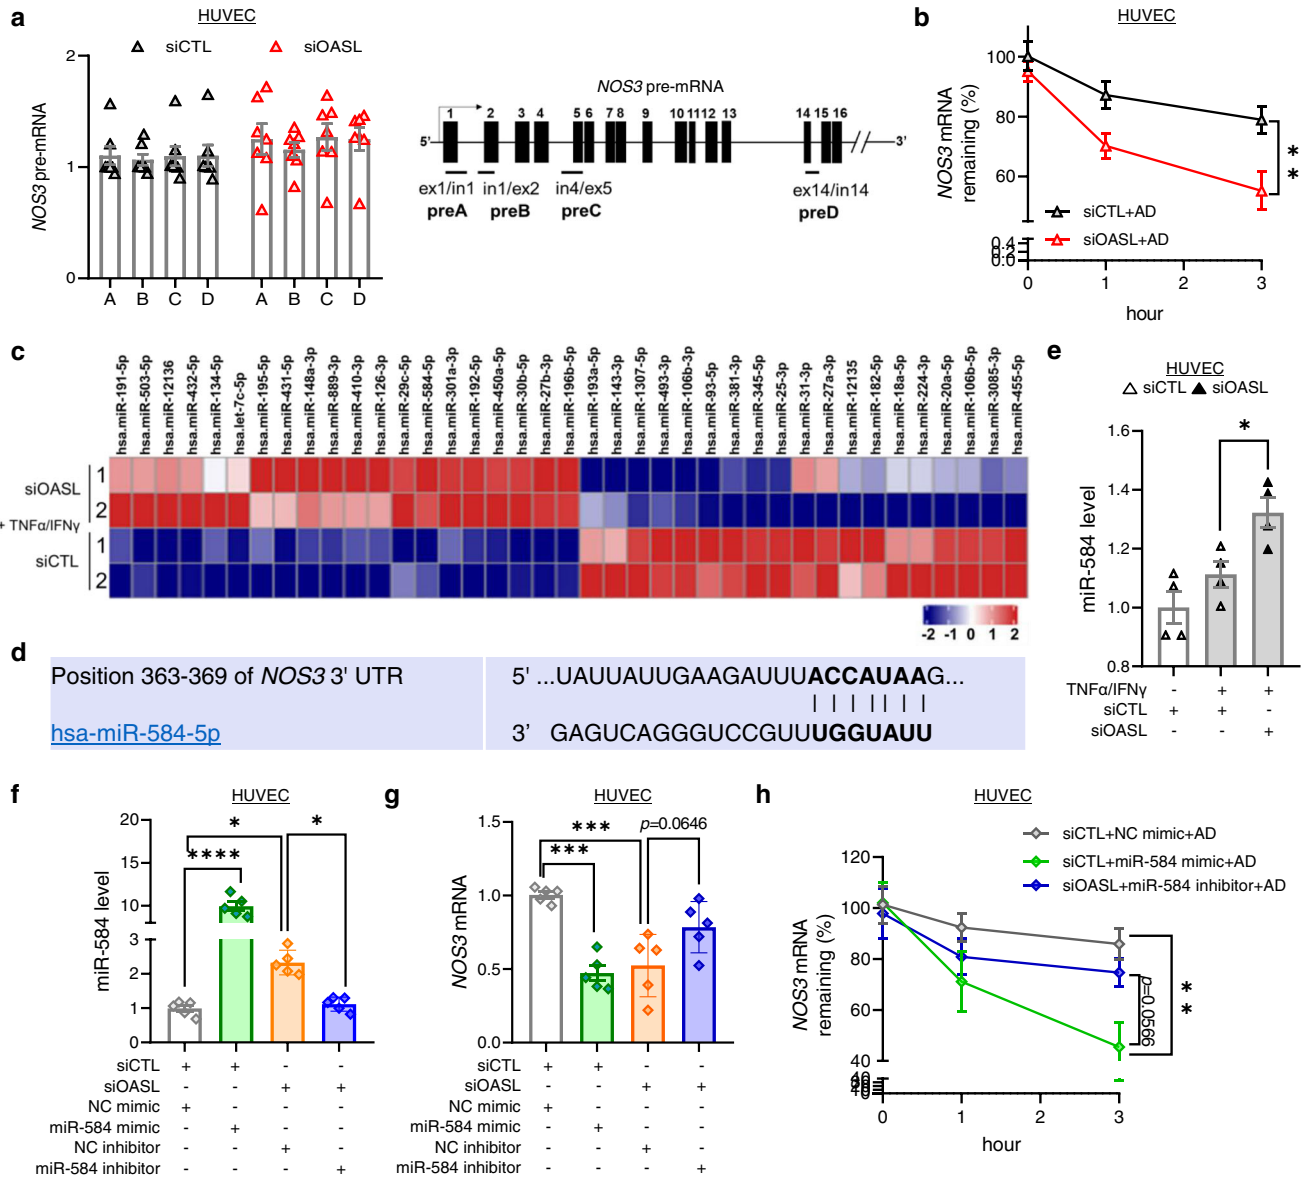 a
HUVEC
siCTL
siOASL
NOS3 pre-mRNA
2
1
0
A B C D A B C D
NOS3 pre-mRNA
1 2 3 4 5 6 7 8 9 10 11 12 13 14 15 16
5' 3'
ex1/in1 in1/ex2 in4/ex5 ex14/in14
preA preB preC preD
b
HUVEC
NOS3 mRNA
remaining (%)
100
80
60
0.4
0.2
0.0
siCTL+AD
siOASL+AD
**
0 1 2 3
hour
c
hsa.miR-191-5p
hsa.miR-503-5p
hsa.miR-12136
hsa.miR-432-5p
hsa.miR-134-5p
hsa.let-7c-5p
hsa.miR-195-5p
hsa.miR-431-5p
hsa.miR-148a-3p
hsa.miR-889-3p
hsa.miR-410-3p
hsa.miR-126-3p
hsa.miR-29c-5p
hsa.miR-584-5p
hsa.miR-301a-3p
hsa.miR-192-5p
hsa.miR-450a-5p
hsa.miR-30b-5p
hsa.miR-27b-3p
hsa.miR-196b-5p
hsa.miR-193a-5p
hsa.miR-143-3p
hsa.miR-1307-5p
hsa.miR-493-3p
hsa.miR-106b-3p
hsa.miR-93-5p
hsa.miR-381-3p
hsa.miR-345-5p
hsa.miR-25-3p
hsa.miR-31-3p
hsa.miR-27a-3p
hsa.miR-12135
hsa.miR-182-5p
hsa.miR-18a-5p
hsa.miR-224-3p
hsa.miR-20a-5p
hsa.miR-106b-5p
hsa.miR-3085-3p
hsa.miR-455-5p
siOASL
1
2
+ TNFα/IFNγ
siCTL
1
2
-2 -1 0 1 2
d
Position 363-369 of NOS3 3' UTR
5' ...UAUUAUUGAAGAUUUACCAUAAG...
hsa-miR-584-5p
3' GAGUCAGGGUCCGUUUGGUAUU
e
HUVEC
siCTL siOASL
miR-584 level
1.6
1.4
1.2
1.0
0.8
*
TNFα/IFNγ - + +
siCTL + + -
siOASL - - +
f
HUVEC
miR-584 level
20
15
10
3
2
1
0
* *
****
siCTL + + - -
siOASL - - + +
NC mimic + - - -
miR-584 mimic - + - -
NC inhibitor - - + -
miR-584 inhibitor - - - +
g
HUVEC
NOS3 mRNA
1.5
1.0
0.5
0.0
***
***
p=0.0646
siCTL + + - -
siOASL - - + +
NC mimic + - - -
miR-584 mimic - + - -
NC inhibitor - - + -
miR-584 inhibitor - - - +
h
HUVEC
siCTL+NC mimic+AD
siCTL+miR-584 mimic+AD
siOASL+miR-584 inhibitor+AD
NOS3 mRNA
remaining (%)
120
100
80
60
40
40
p=0.0566
**
0 1 2 3
hour